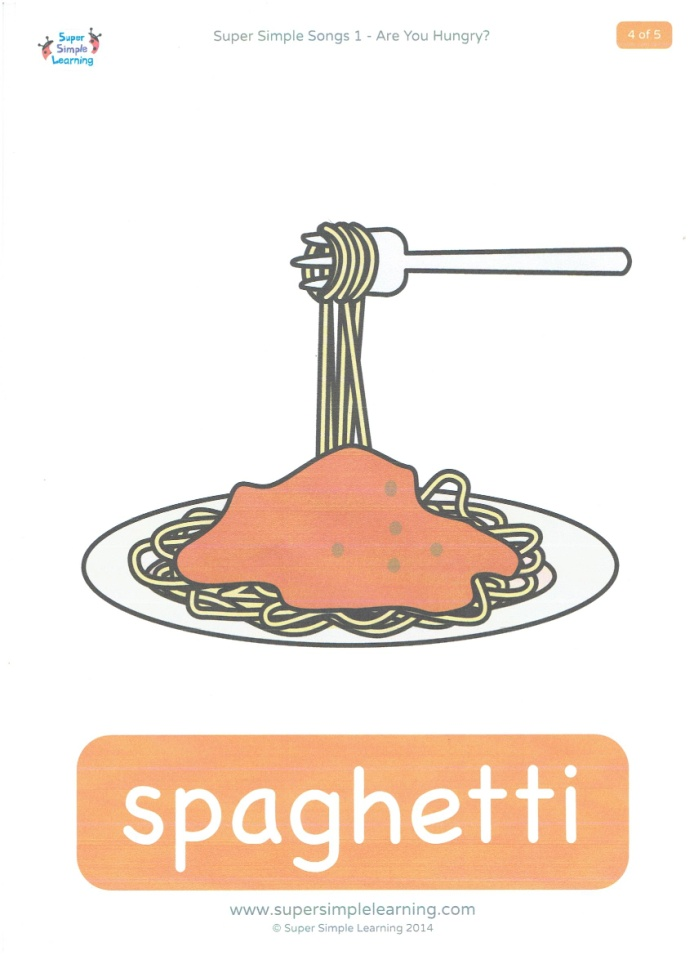 Super
Simple
Learning
Super Simple Songs 1 - Are You Hungry?
4 of 5
spaghetti
www.supersimplelearning.com
© Super Simple Learning 2014